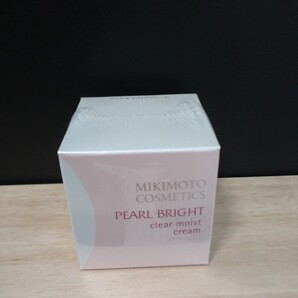 MIKIMOTO
COSMETICS
PEARL BRIGHT
clear moist
cream